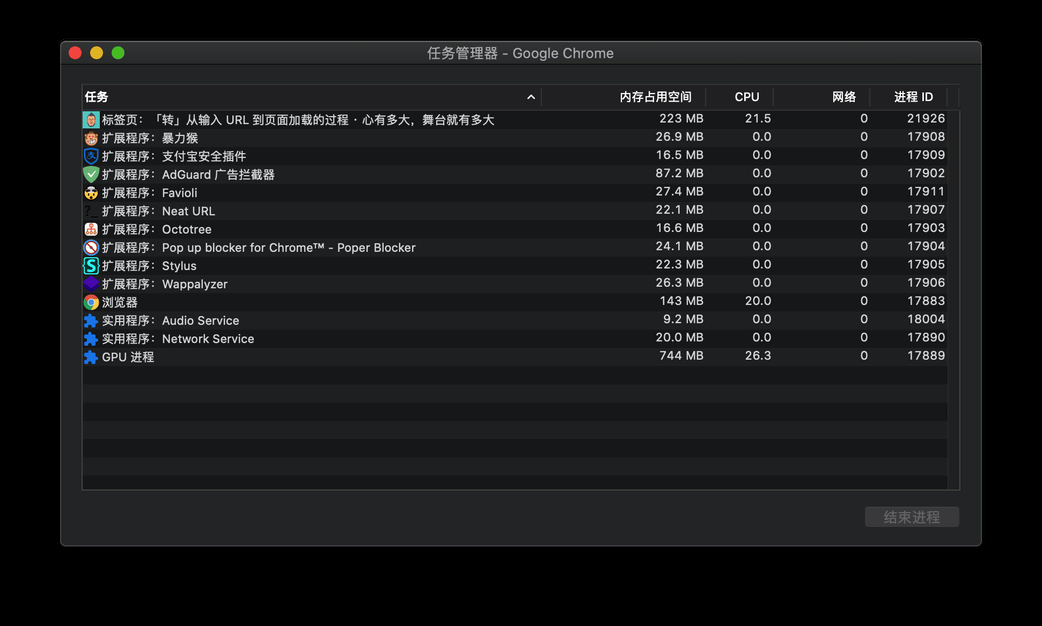 任务管理器 - Google Chrome
任务 内存占用空间 CPU 网络 进程 ID
标签页：「转」从输入 URL 到页面加载的过程 · 心有多大，舞台就有多大 223 MB 21.5 0 21926
扩展程序：暴力猴 26.9 MB 0.0 0 17908
扩展程序：支付宝安全插件 16.5 MB 0.0 0 17909
扩展程序：AdGuard 广告拦截器 87.2 MB 0.0 0 17902
扩展程序：Favioli 27.4 MB 0.0 0 17911
扩展程序：Neat URL 22.1 MB 0.0 0 17907
扩展程序：Octotree 16.6 MB 0.0 0 17903
扩展程序：Pop up blocker for Chrome™ - Poper Blocker 24.1 MB 0.0 0 17904
扩展程序：Stylus 22.3 MB 0.0 0 17905
扩展程序：Wappalyzer 26.3 MB 0.0 0 17906
浏览器 143 MB 20.0 0 17883
实用程序：Audio Service 9.2 MB 0.0 0 18004
实用程序：Network Service 20.0 MB 0.0 0 17890
GPU 进程 744 MB 26.3 0 17889
结束进程